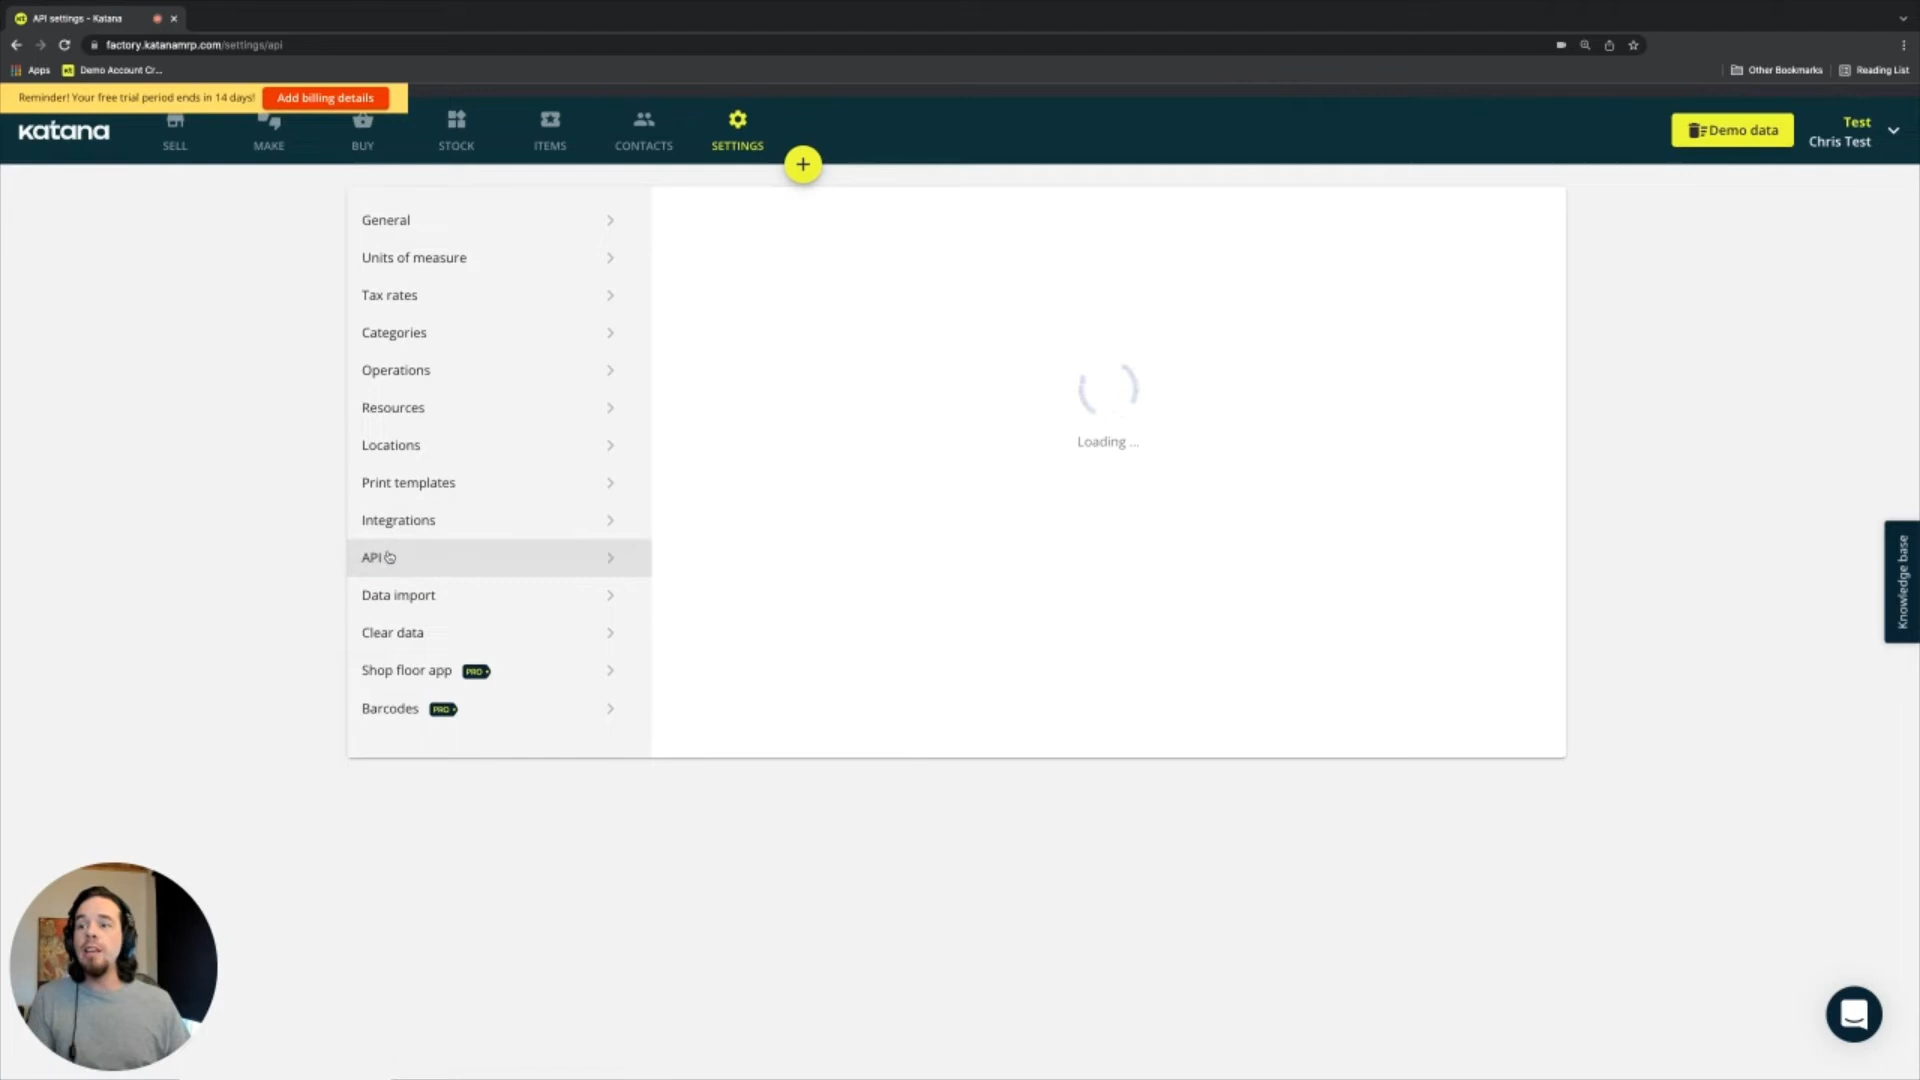 API settings - Katana
factory.katanamrp.com/settings/api
Apps
Demo Account Cr...
Other Bookmarks
Reading List
Reminder! Your free trial period ends in 14 days!
Add billing details
katana
SELL
MAKE
BUY
STOCK
ITEMS
CONTACTS
SETTINGS
+
Demo data
Test
Chris Test
General
Units of measure
Tax rates
Categories
Operations
Resources
Locations
Print templates
Integrations
API
Data import
Clear data
Shop floor app PRO
Barcodes PRO
Loading ...
Knowledge base